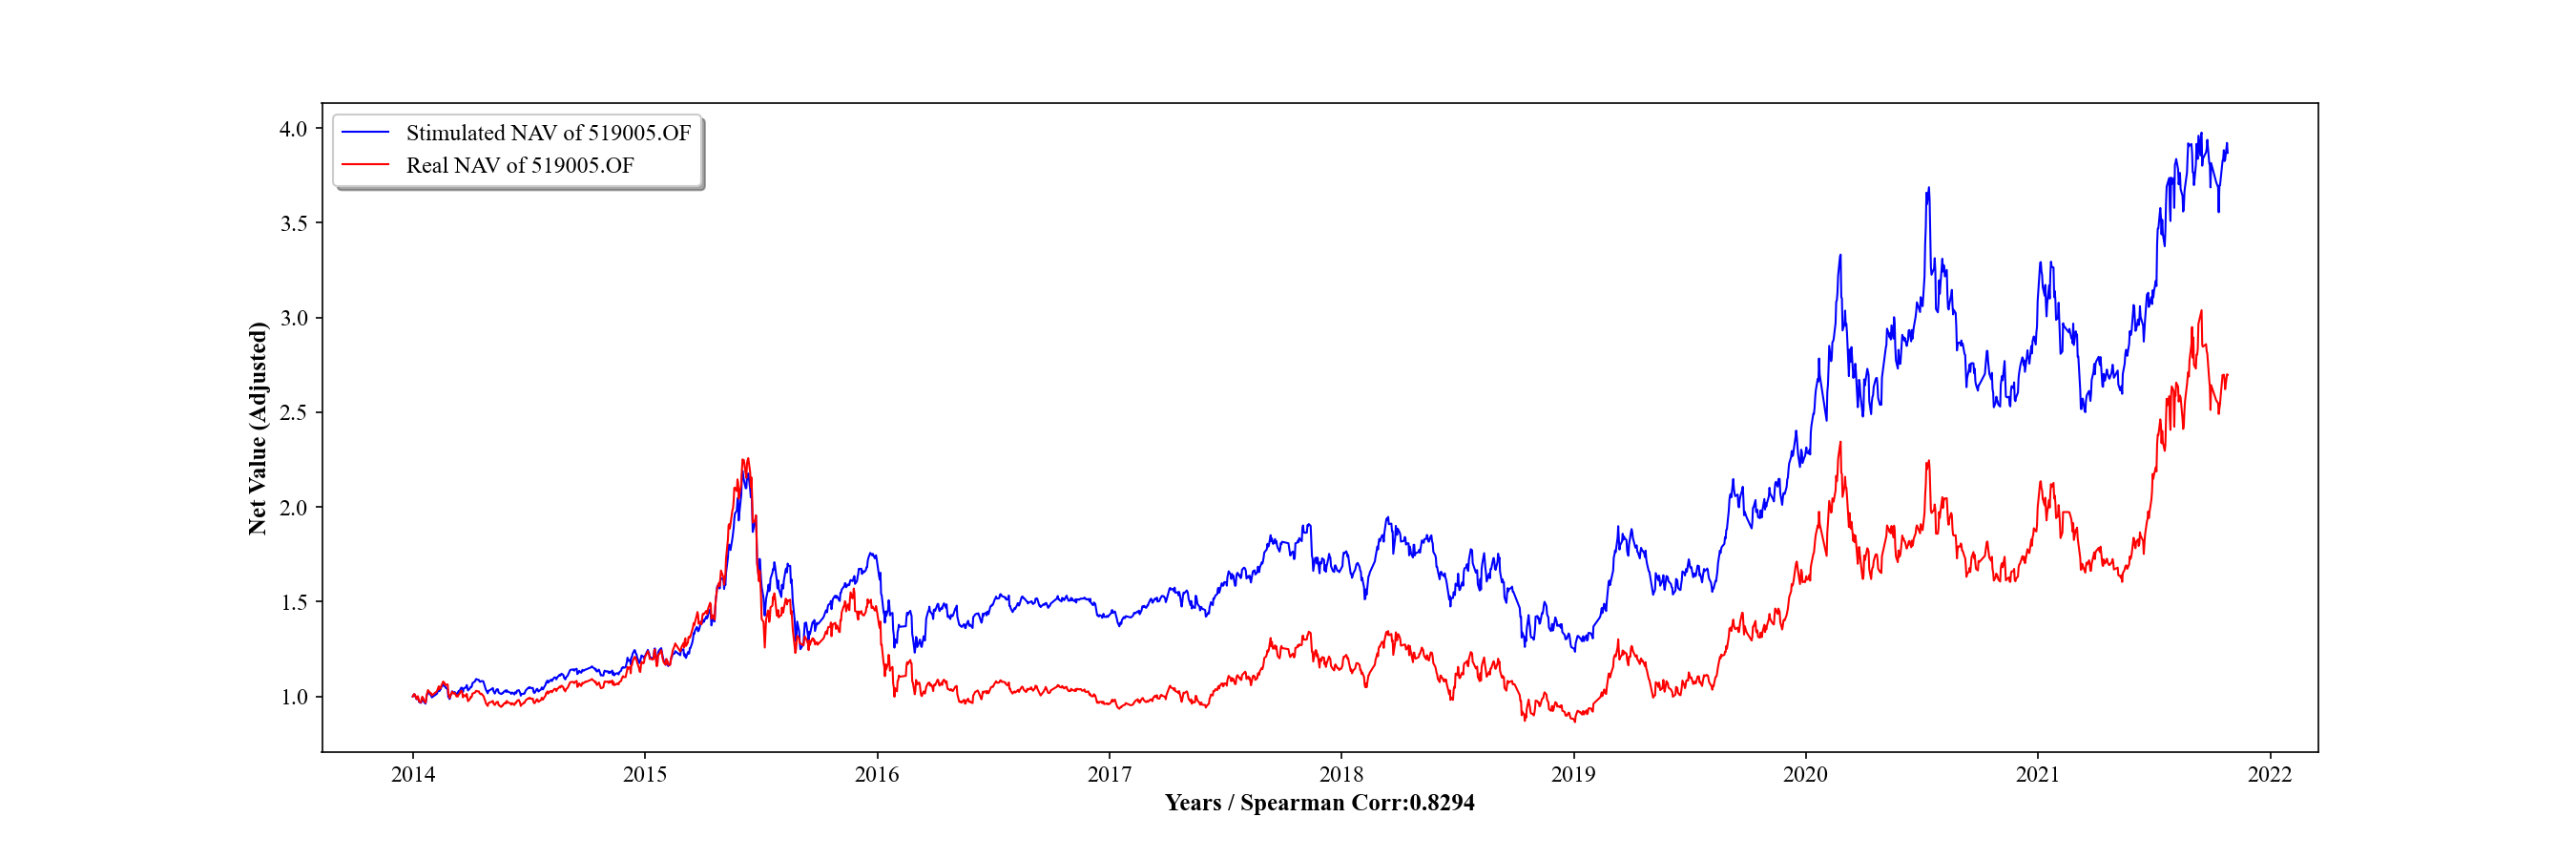 Stimulated NAV of 519005.OF
Real NAV of 519005.OF
4.0
3.5
3.0
2.5
2.0
1.5
1.0
Net Value (Adjusted)
2014 2015 2016 2017 2018 2019 2020 2021 2022
Years / Spearman Corr:0.8294